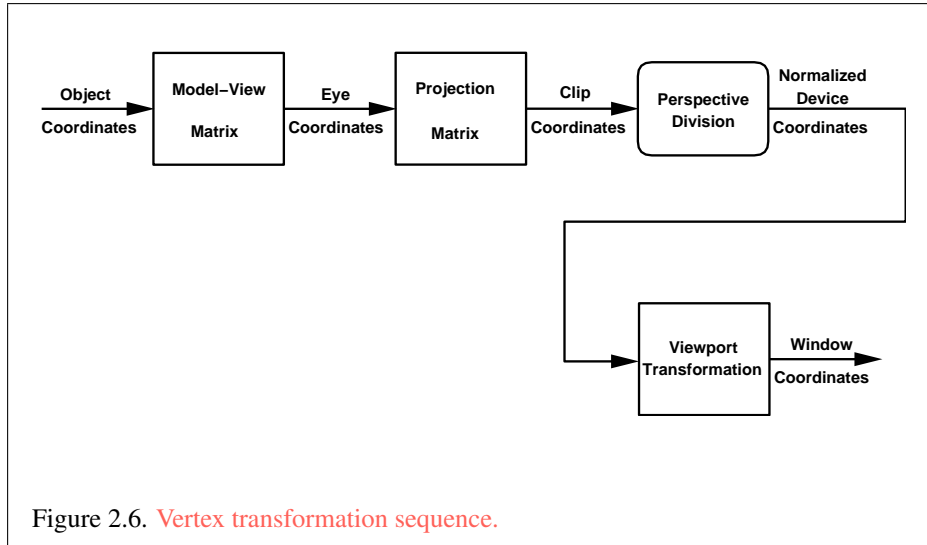 Object
Coordinates
Model–View
Matrix
Eye
Coordinates
Projection
Matrix
Clip
Coordinates
Perspective
Division
Normalized
Device
Coordinates
Viewport
Transformation
Window
Coordinates
Figure 2.6. Vertex transformation sequence.